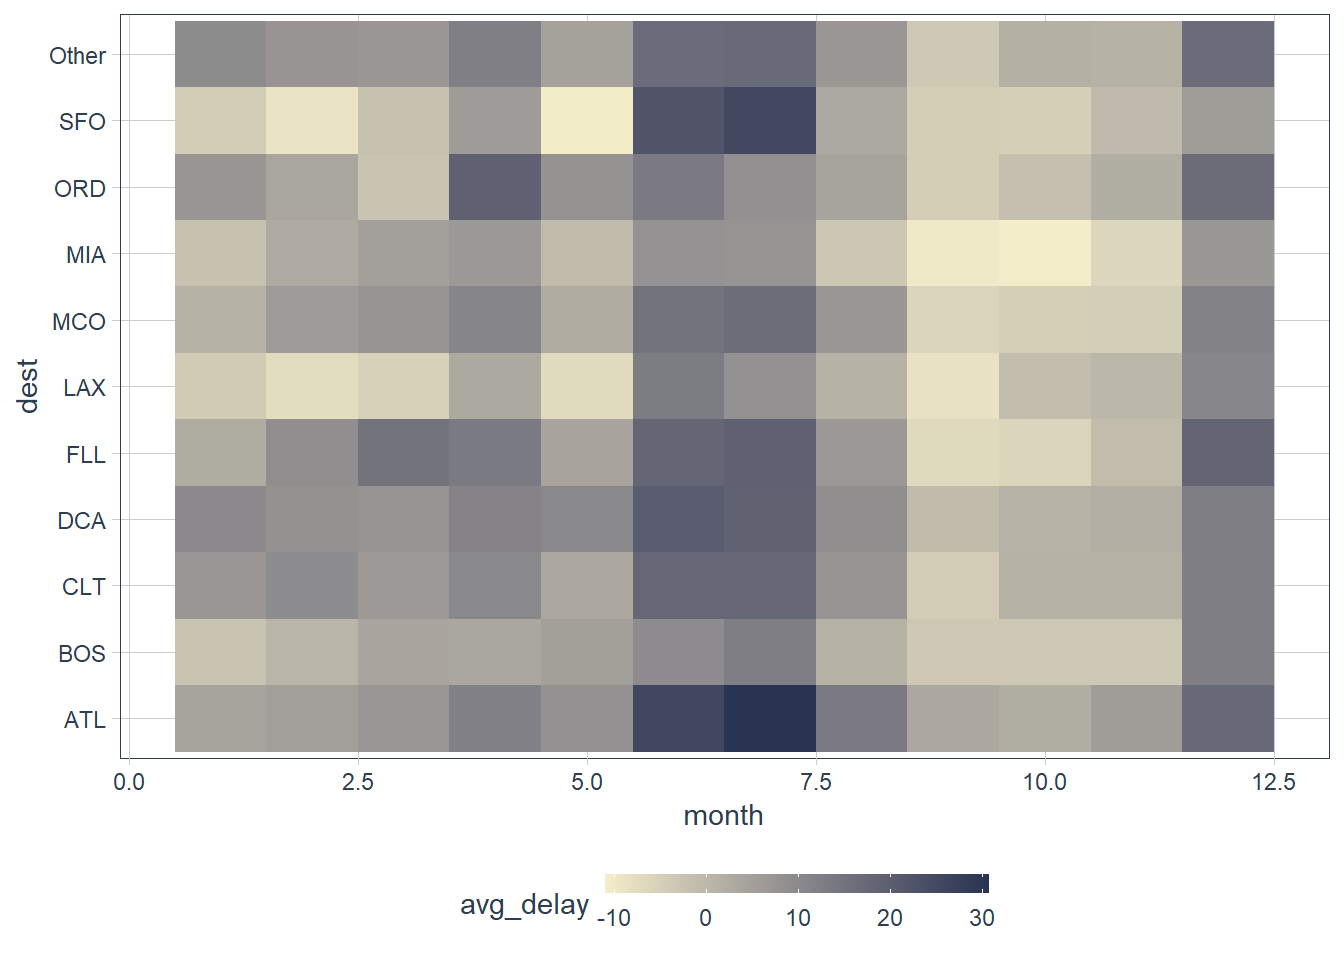 Other
SFO
ORD
MIA
MCO
LAX
FLL
DCA
CLT
BOS
ATL
dest
0.0 2.5 5.0 7.5 10.0 12.5
month
avg_delay
-10 0 10 20 30